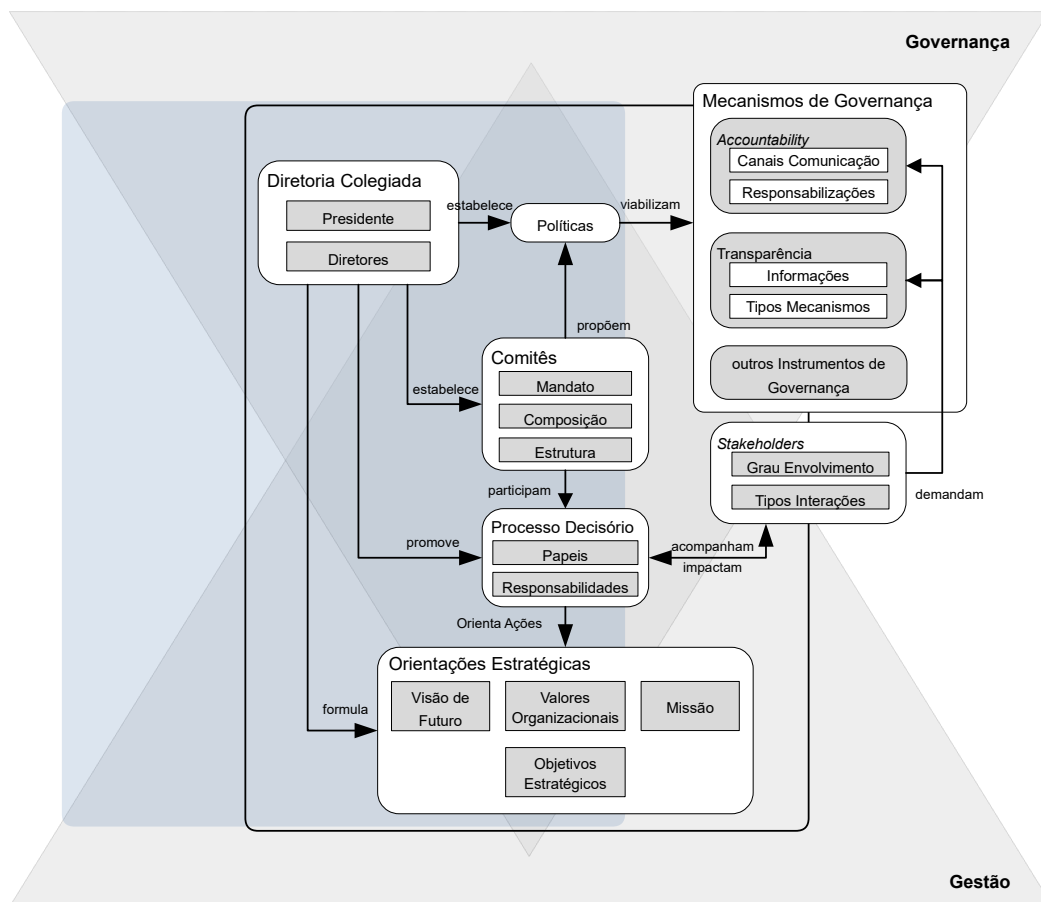 Governança
Mecanismos de Governança
Accountability
Canais Comunicação
Responsabilizações
Transparência
Informações
Tipos Mecanismos
outros Instrumentos de
Governança
Diretoria Colegiada
Presidente
Diretores
estabelece
Políticas
viabilizam
propõem
Comitês
Mandato
Composição
Estrutura
estabelece
Stakeholders
Grau Envolvimento
Tipos Interações
demandam
participam
Processo Decisório
Papeis
Responsabilidades
promove
acompanham
impactam
Orienta Ações
Orientações Estratégicas
Visão de
Futuro
Valores
Organizacionais
Missão
Objetivos
Estratégicos
formula
Gestão